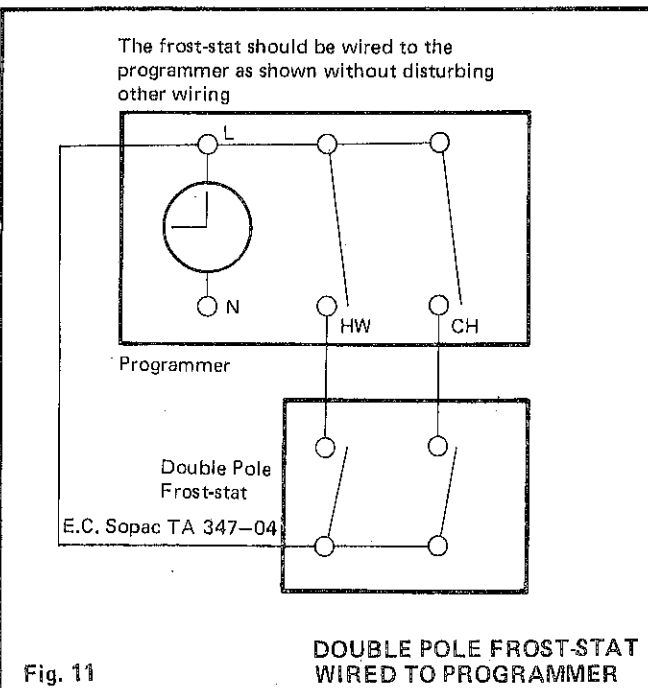 The frost-stat should be wired to the
programmer as shown without disturbing
other wiring
L
N
HW
CH
Programmer
Double Pole
Frost-stat
E.C. Sopac TA 347–04
Fig. 11
DOUBLE POLE FROST-STAT
WIRED TO PROGRAMMER